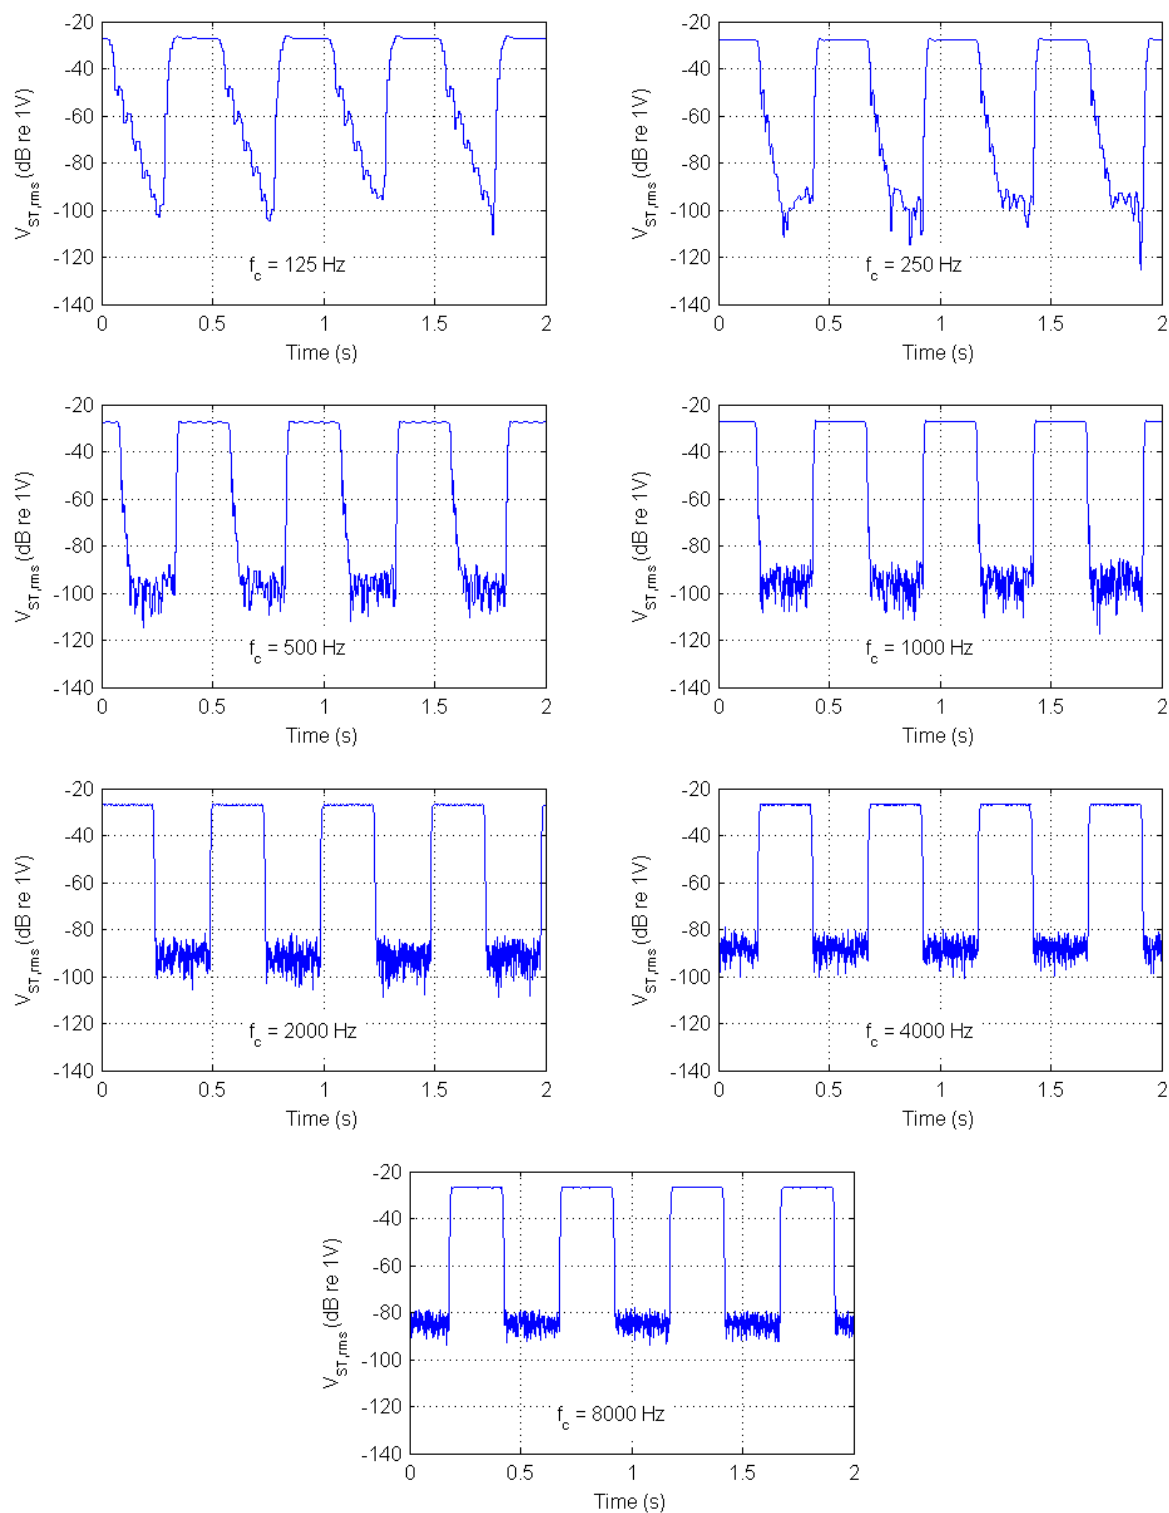 -20
-40
-60
-80
-100
-120
-140
V_ST,rms (dB re 1V)
f_c = 125 Hz
0 0.5 1 1.5 2
Time (s)
-20
-40
-60
-80
-100
-120
-140
V_ST,rms (dB re 1V)
f_c = 250 Hz
0 0.5 1 1.5 2
Time (s)
-20
-40
-60
-80
-100
-120
-140
V_ST,rms (dB re 1V)
f_c = 500 Hz
0 0.5 1 1.5 2
Time (s)
-20
-40
-60
-80
-100
-120
-140
V_ST,rms (dB re 1V)
f_c = 1000 Hz
0 0.5 1 1.5 2
Time (s)
-20
-40
-60
-80
-100
-120
-140
V_ST,rms (dB re 1V)
f_c = 2000 Hz
0 0.5 1 1.5 2
Time (s)
-20
-40
-60
-80
-100
-120
-140
V_ST,rms (dB re 1V)
f_c = 4000 Hz
0 0.5 1 1.5 2
Time (s)
-20
-40
-60
-80
-100
-120
-140
V_ST,rms (dB re 1V)
f_c = 8000 Hz
0 0.5 1 1.5 2
Time (s)